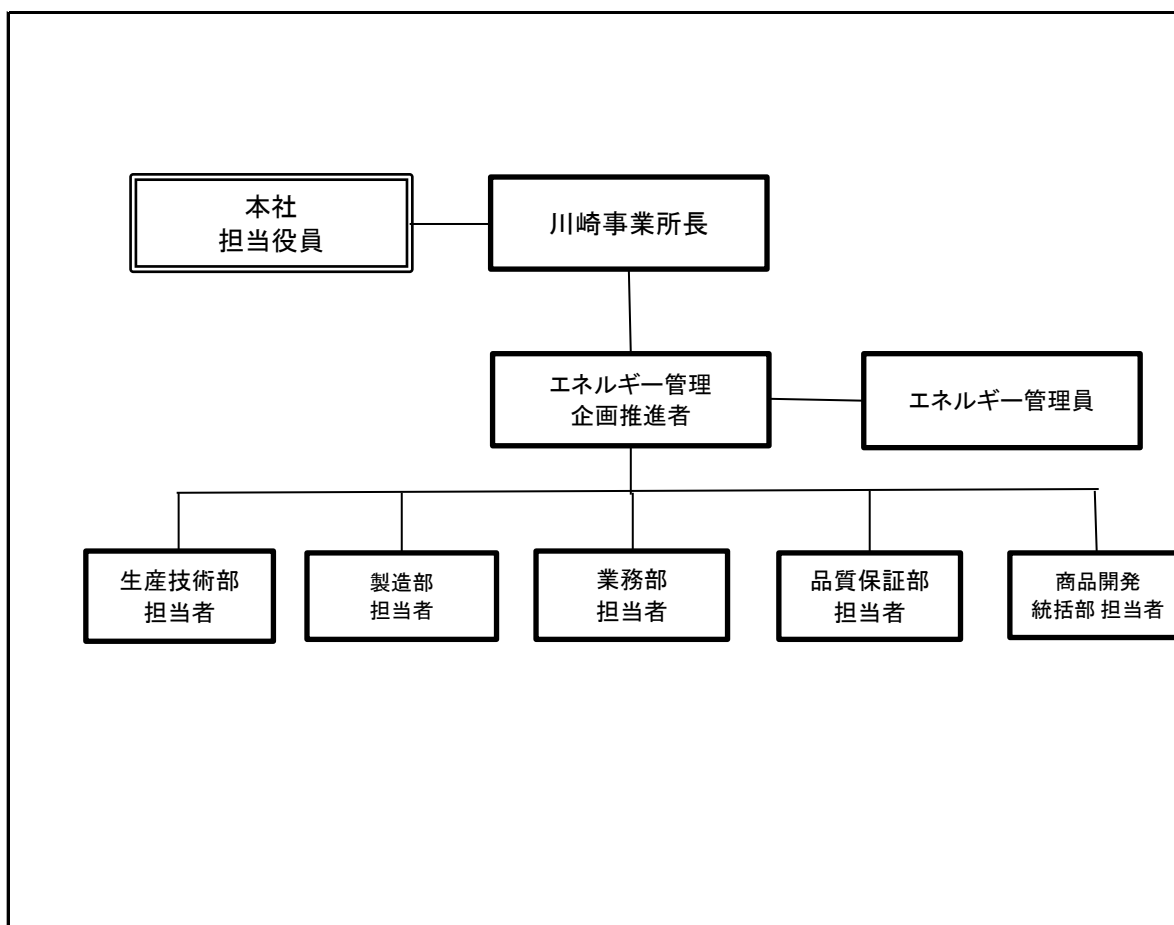 本社
担当役員
川崎事業所長
エネルギー管理
企画推進者
エネルギー管理員
生産技術部
担当者
製造部
担当者
業務部
担当者
品質保証部
担当者
商品開発
統括部 担当者